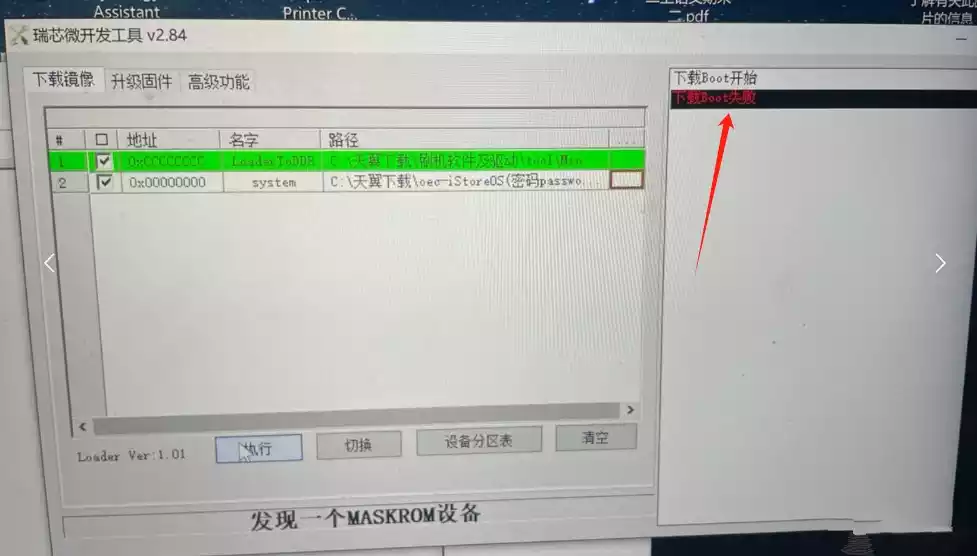 Assistant
Printer C...
二.pdf
片的信息
瑞芯微开发工具 v2.84
下载镜像 升级固件 高级功能
# 地址 名字 路径 ...
1 0xCCCCCCCC LoaderToDDR C:\天翼下载\刷机软件及驱动\tool\Min
2 0x00000000 system C:\天翼下载\oec-iStoreOS(密码passwo...
Loader Ver:1.01 执行 切换 设备分区表 清空
发现一个MASKROM设备
下载Boot开始
下载Boot失败